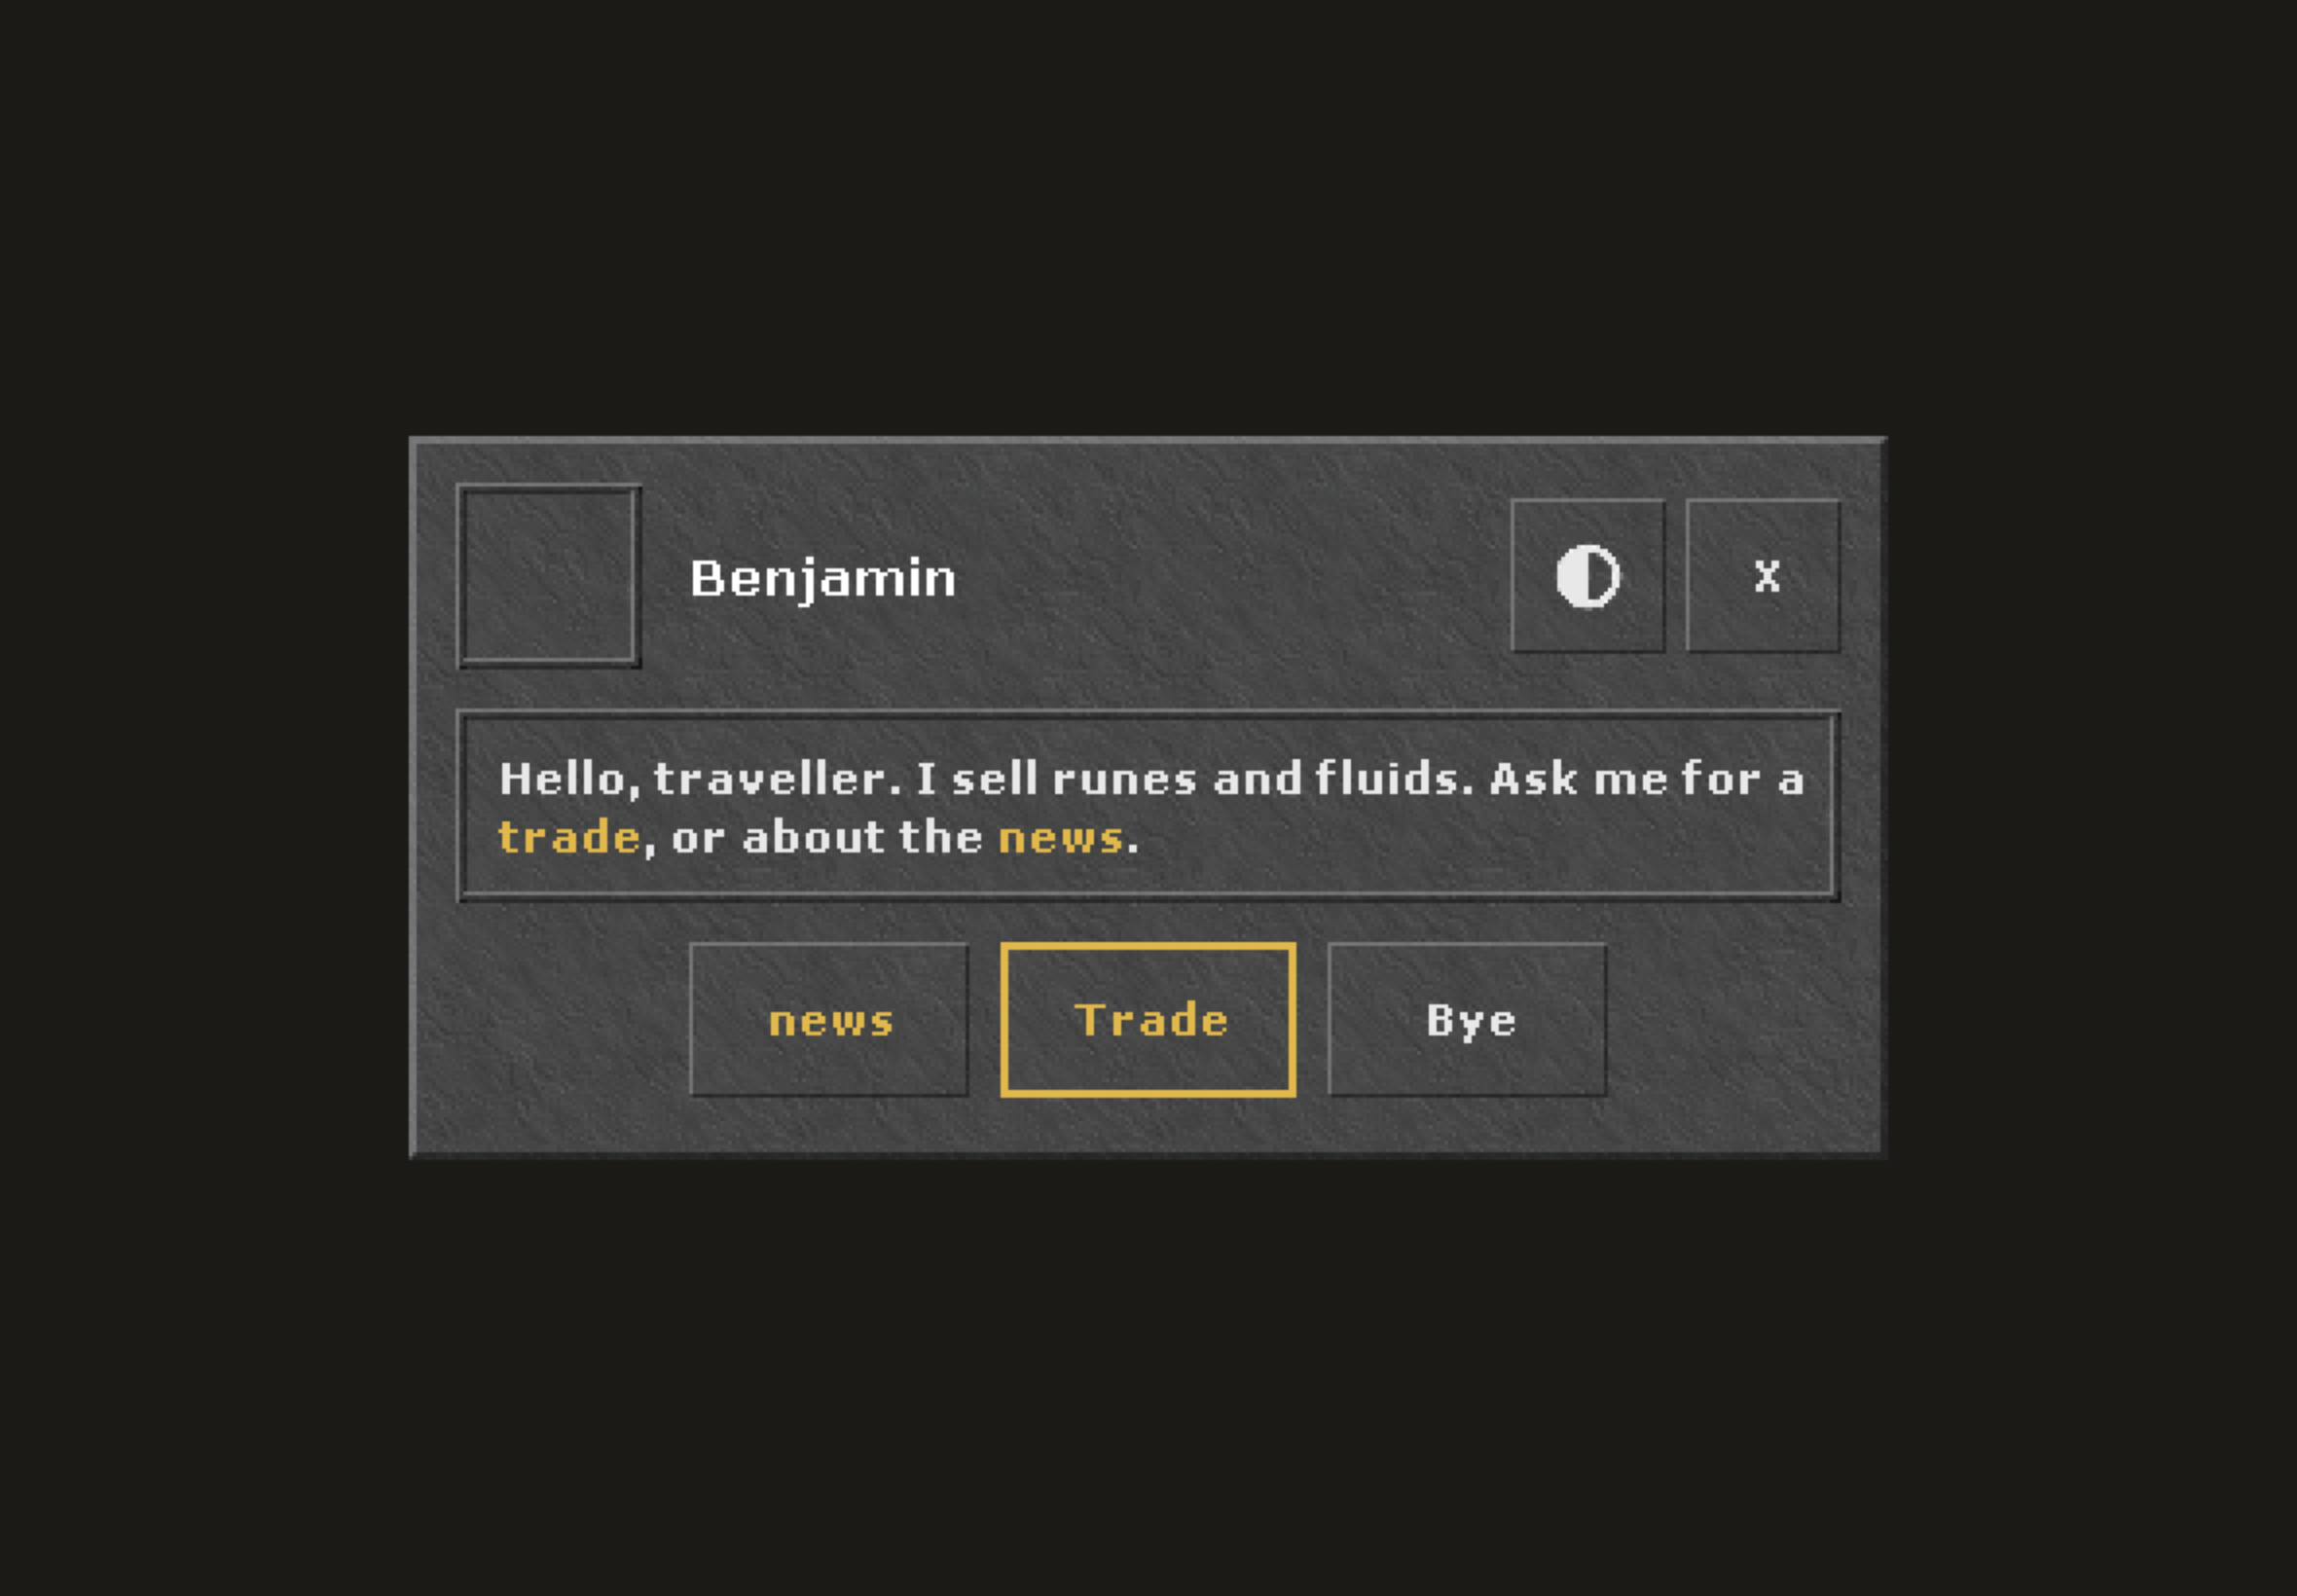 Benjamin
x
Hello, traveller. I sell runes and fluids. Ask me for a
trade, or about the news.
news
Trade
Bye